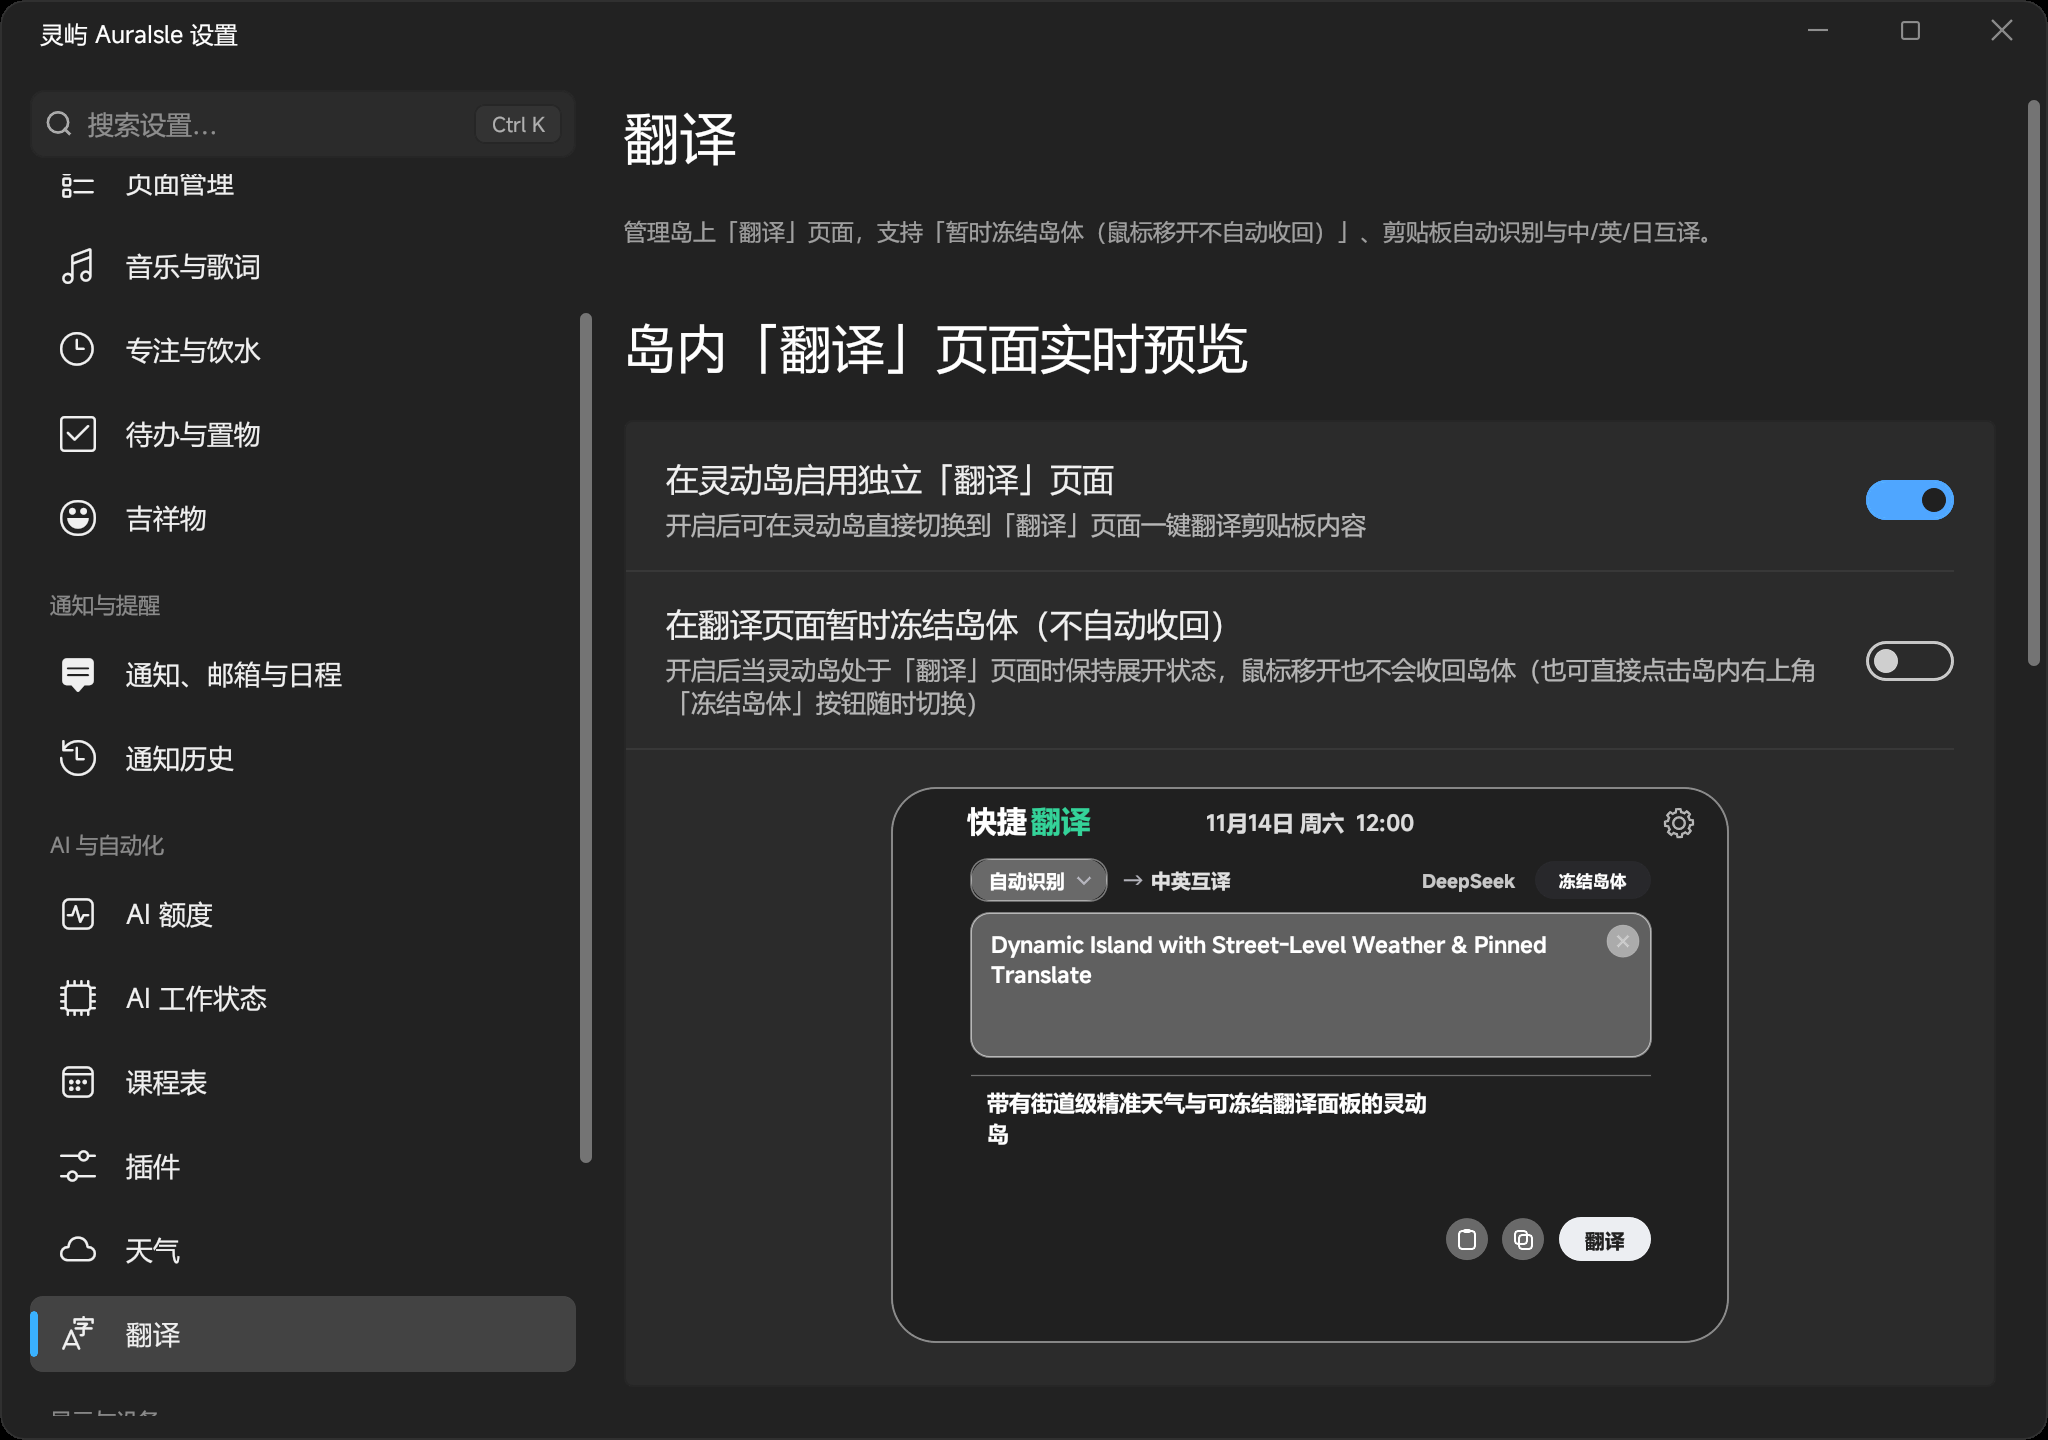 灵屿 AuraIsle 设置
搜索设置...
Ctrl K
页面管理
音乐与歌词
专注与饮水
待办与置物
吉祥物
通知与提醒
通知、邮箱与日程
通知历史
AI 与自动化
AI 额度
AI 工作状态
课程表
插件
天气
翻译
翻译
管理岛上「翻译」页面，支持「暂时冻结岛体（鼠标移开不自动收回）」、剪贴板自动识别与中/英/日互译。
岛内「翻译」页面实时预览
在灵动岛启用独立「翻译」页面
开启后可在灵动岛直接切换到「翻译」页面一键翻译剪贴板内容
在翻译页面暂时冻结岛体（不自动收回）
开启后当灵动岛处于「翻译」页面时保持展开状态，鼠标移开也不会收回岛体（也可直接点击岛内右上角
「冻结岛体」按钮随时切换）
快捷翻译
11月14日 周六 12:00
自动识别
→ 中英互译
DeepSeek
冻结岛体
Dynamic Island with Street-Level Weather & Pinned
Translate
带有街道级精准天气与可冻结翻译面板的灵动
岛
翻译